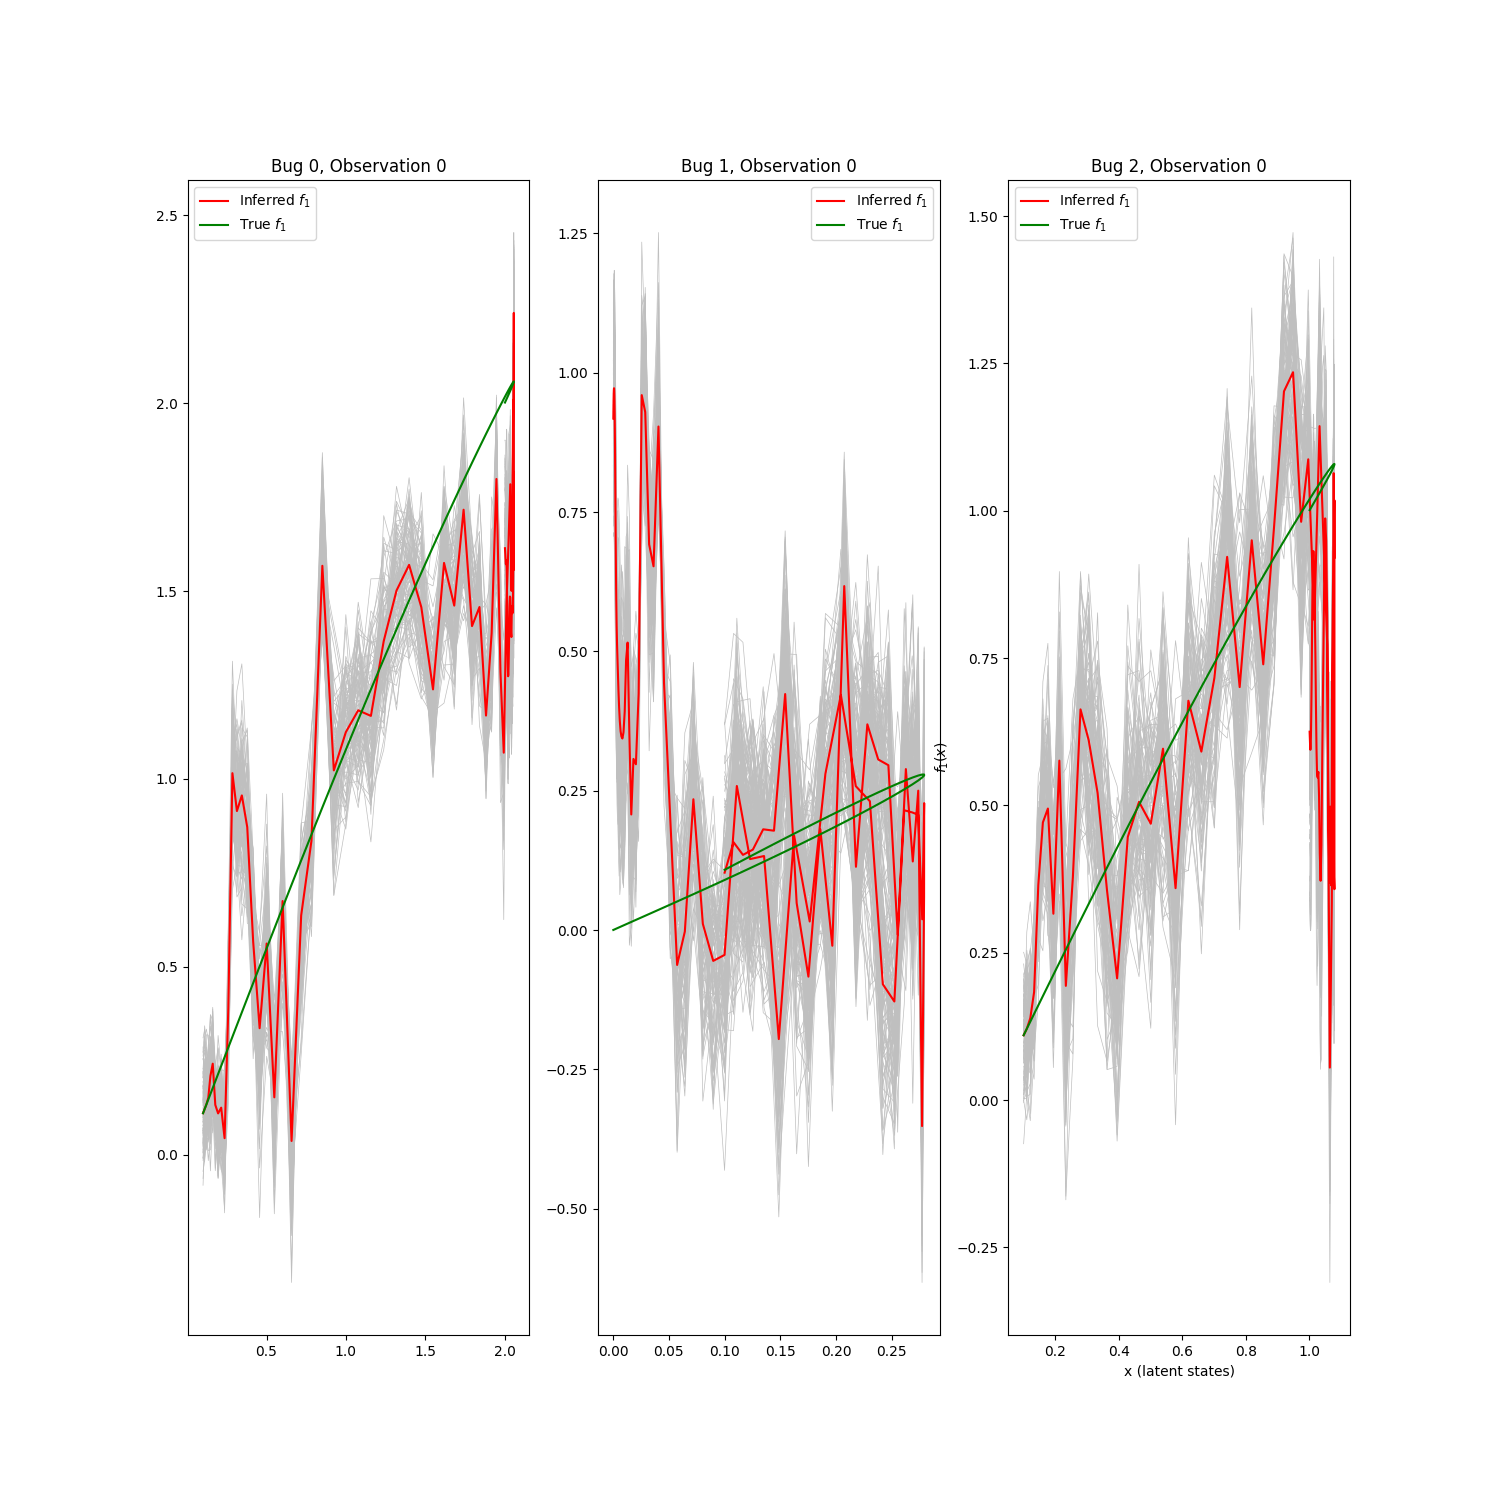 Bug 0, Observation 0
Inferred f₁
True f₁
2.5
2.0
1.5
1.0
0.5
0.0
0.5 1.0 1.5 2.0
Bug 1, Observation 0
Inferred f₁
True f₁
1.25
1.00
0.75
0.50
0.25
0.00
−0.25
−0.50
0.00 0.05 0.10 0.15 0.20 0.25
Bug 2, Observation 0
Inferred f₁
True f₁
f₁(x)
1.50
1.25
1.00
0.75
0.50
0.25
0.00
−0.25
0.2 0.4 0.6 0.8 1.0
x (latent states)